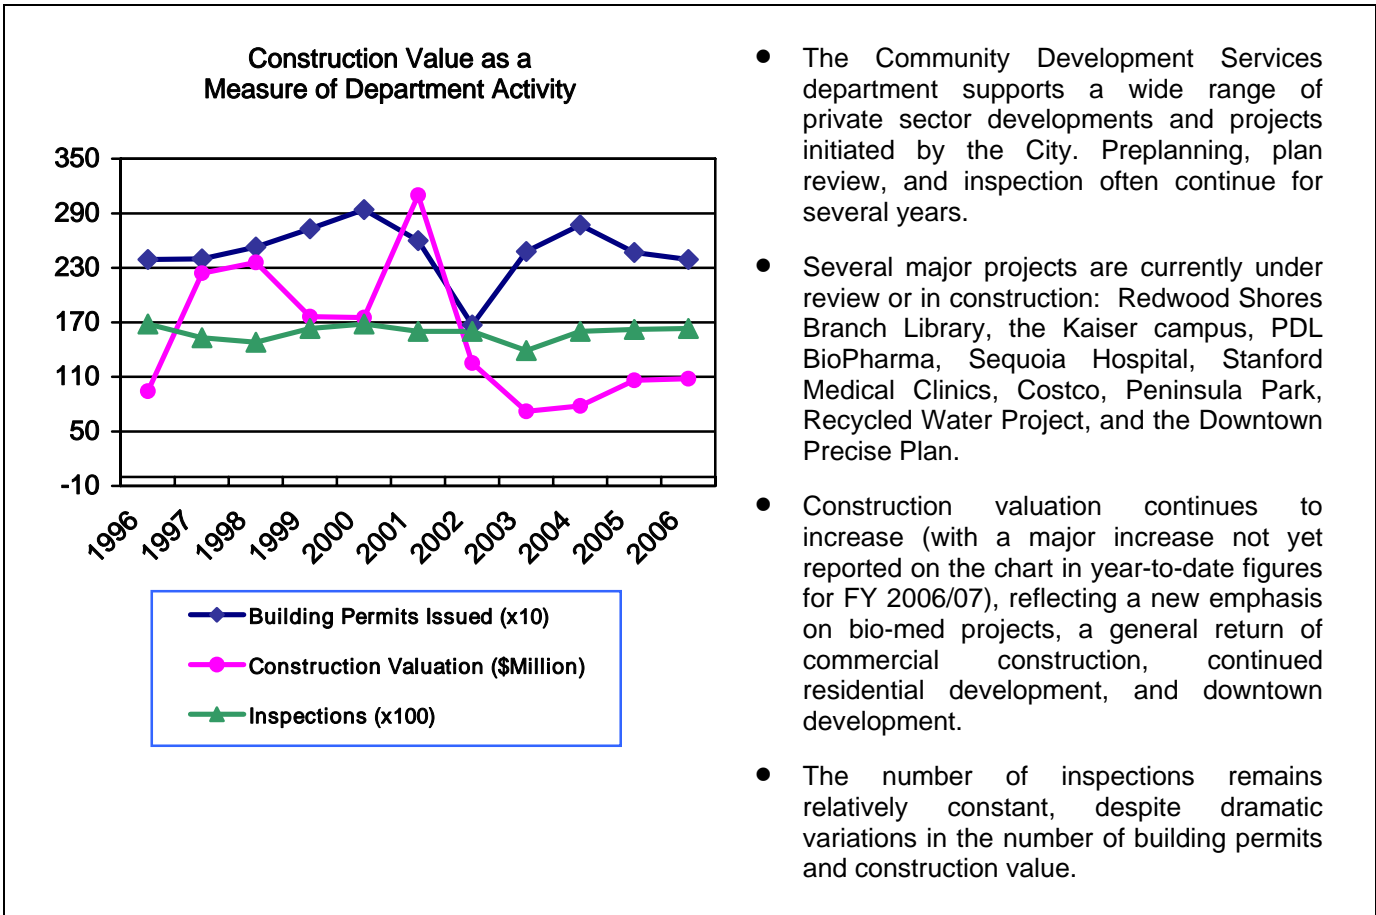 Construction Value as a
Measure of Department Activity
350
290
230
170
110
50
-10
1996
1997
1998
1999
2000
2001
2002
2003
2004
2005
2006
Building Permits Issued (x10)
Construction Valuation ($Million)
Inspections (x100)
• The Community Development Services
department supports a wide range of
private sector developments and projects
initiated by the City. Preplanning, plan
review, and inspection often continue for
several years.
• Several major projects are currently under
review or in construction: Redwood Shores
Branch Library, the Kaiser campus, PDL
BioPharma, Sequoia Hospital, Stanford
Medical Clinics, Costco, Peninsula Park,
Recycled Water Project, and the Downtown
Precise Plan.
• Construction valuation continues to
increase (with a major increase not yet
reported on the chart in year-to-date figures
for FY 2006/07), reflecting a new emphasis
on bio-med projects, a general return of
commercial construction, continued
residential development, and downtown
development.
• The number of inspections remains
relatively constant, despite dramatic
variations in the number of building permits
and construction value.